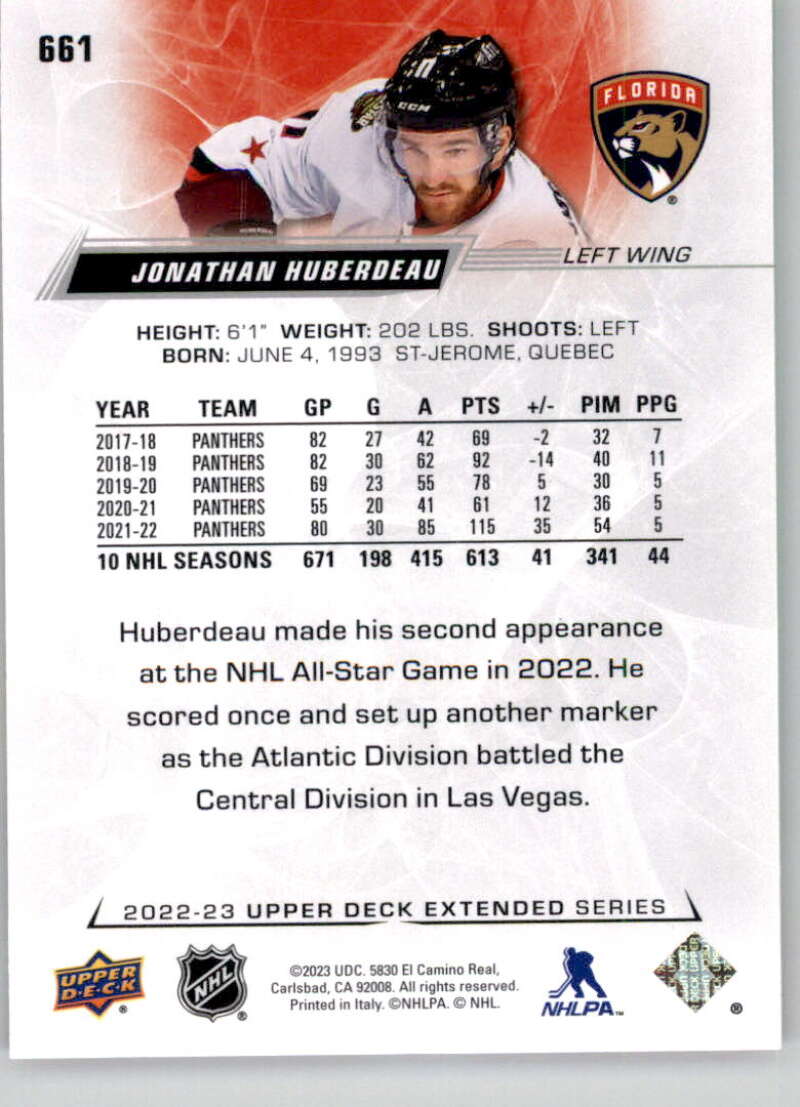 661
CCM
FLORIDA
®
JONATHAN HUBERDEAU
LEFT WING
HEIGHT: 6'1" WEIGHT: 202 LBS. SHOOTS: LEFT
BORN: JUNE 4, 1993 ST-JEROME, QUEBEC
YEAR TEAM GP G A PTS +/- PIM PPG
2017-18 PANTHERS 82 27 42 69 -2 32 7
2018-19 PANTHERS 82 30 62 92 -14 40 11
2019-20 PANTHERS 69 23 55 78 5 30 5
2020-21 PANTHERS 55 20 41 61 12 36 5
2021-22 PANTHERS 80 30 85 115 35 54 5
10 NHL SEASONS 671 198 415 613 41 341 44
Huberdeau made his second appearance
at the NHL All-Star Game in 2022. He
scored once and set up another marker
as the Atlantic Division battled the
Central Division in Las Vegas.
2022-23 UPPER DECK EXTENDED SERIES
UPPER
D·E·C·K
®
NHL
®
©2023 UDC. 5830 El Camino Real,
Carlsbad, CA 92008. All rights reserved.
Printed in Italy. ©NHLPA. © NHL.
NHLPA™
®